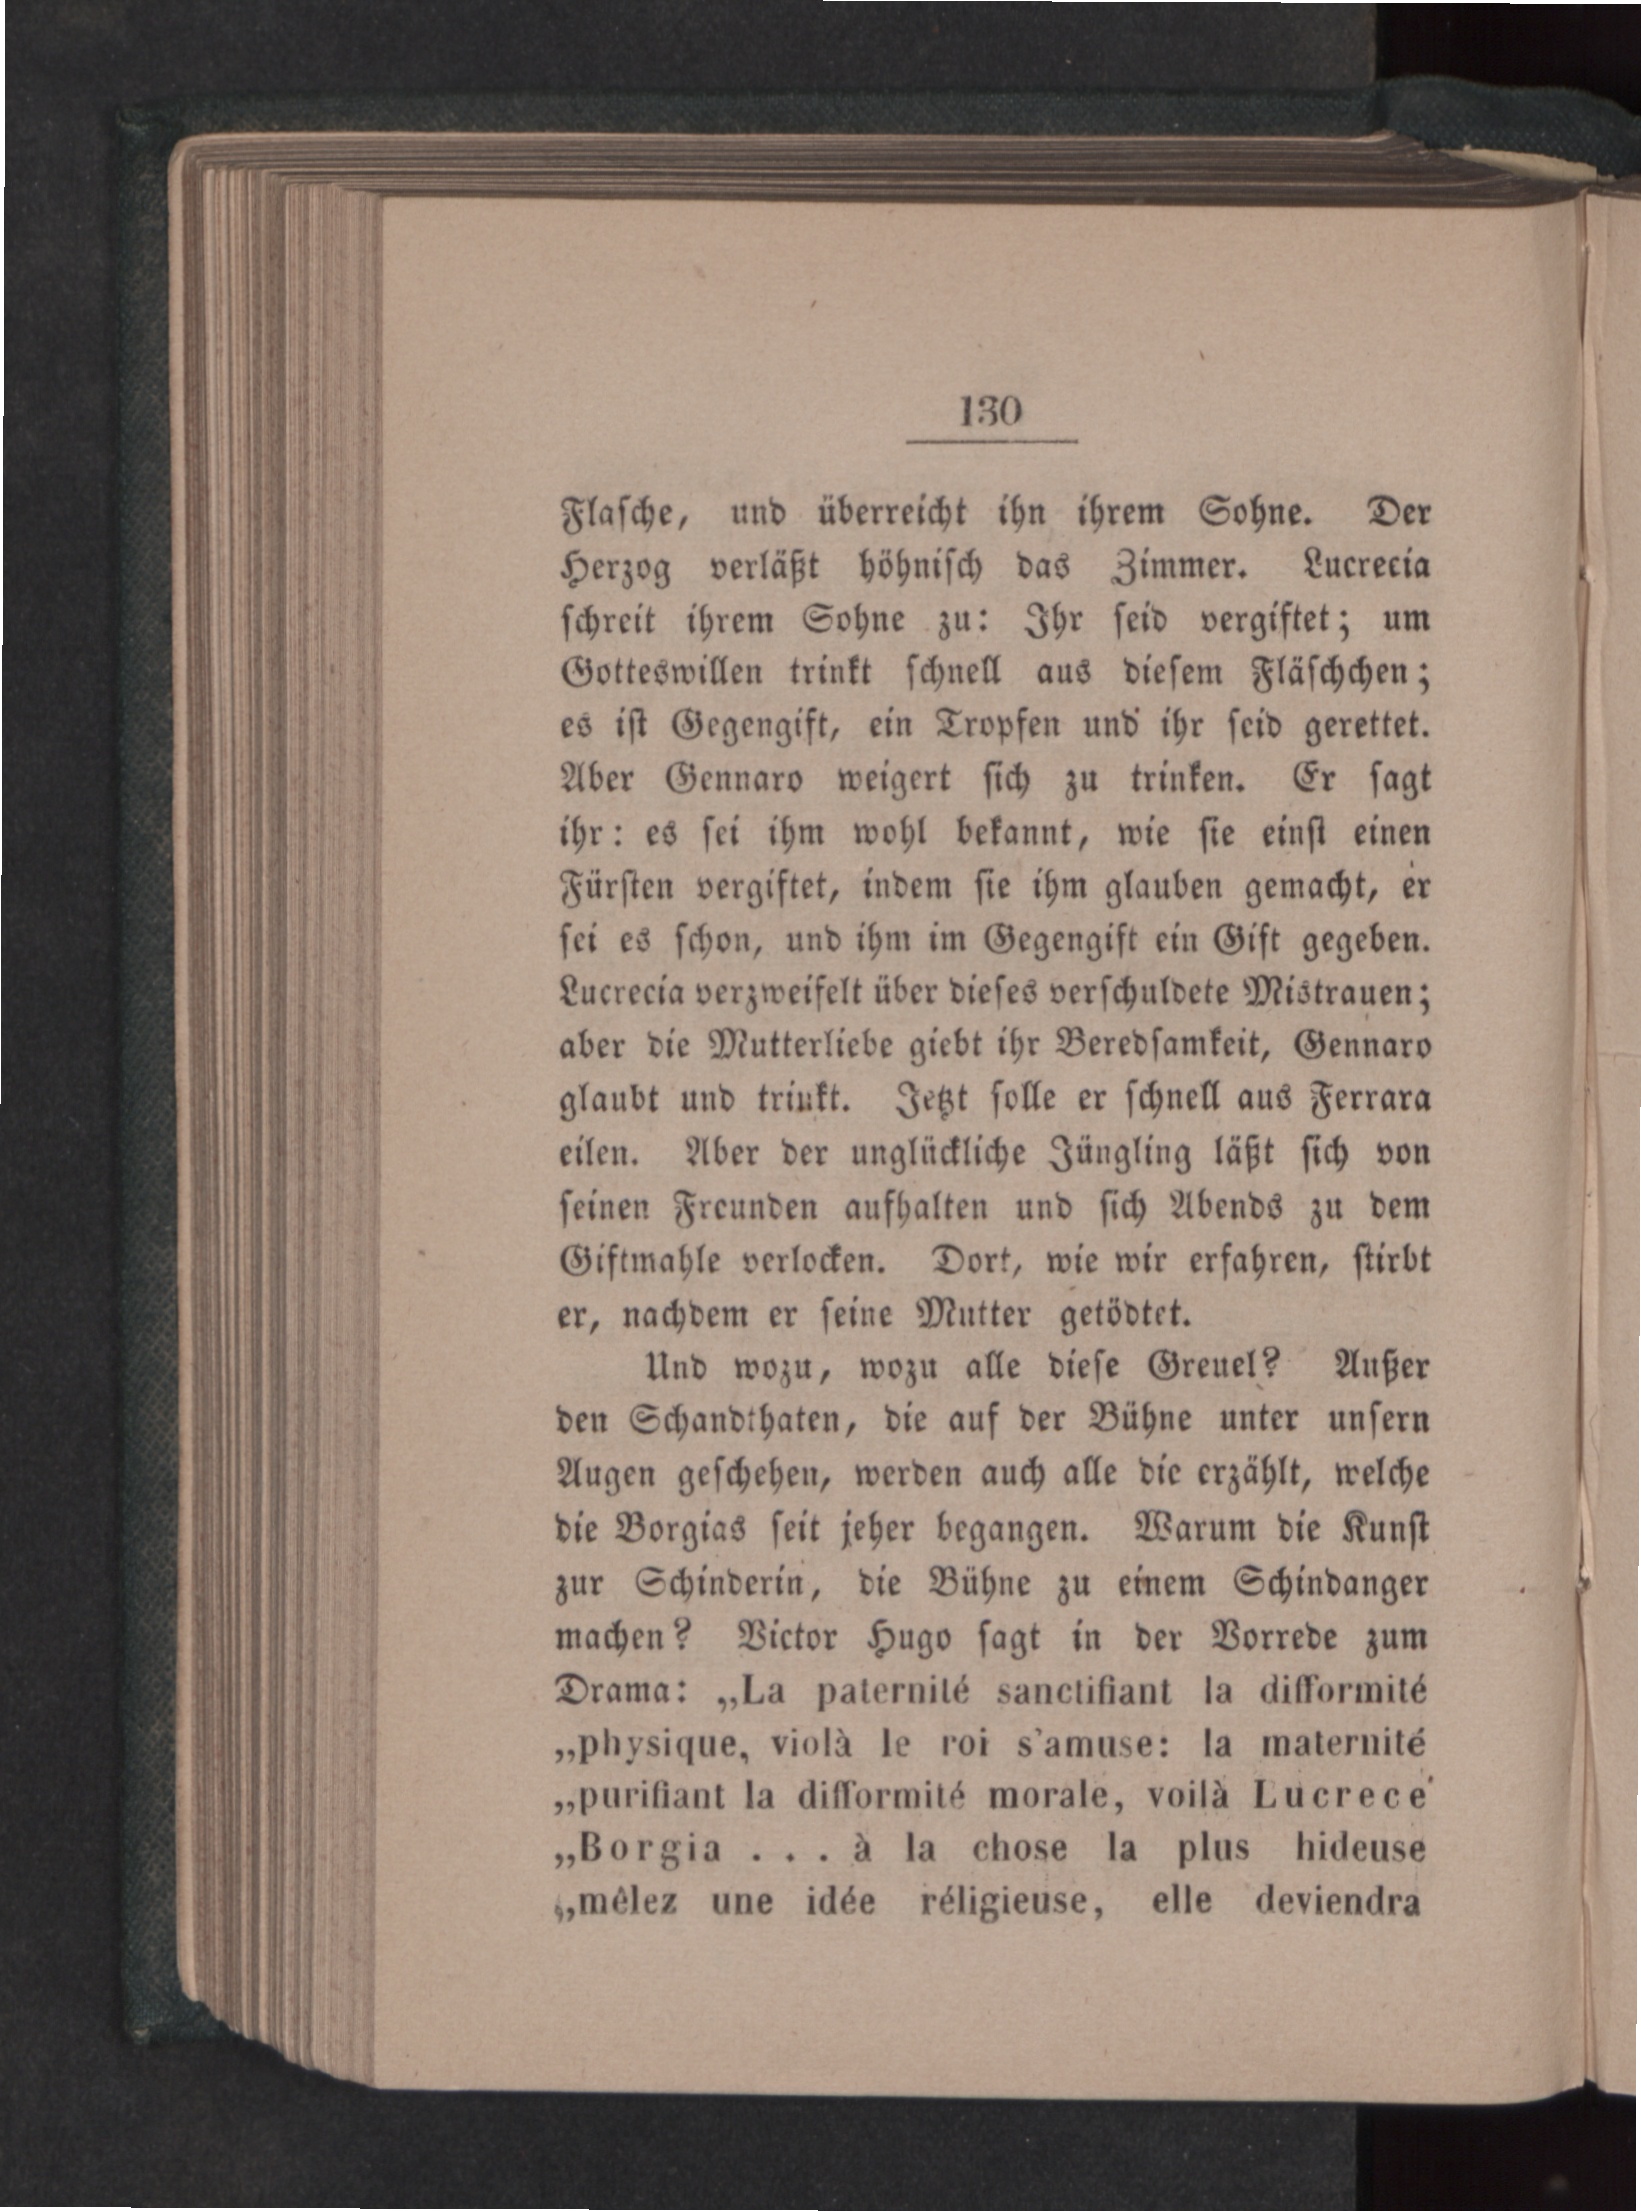 130
Flasche, und überreicht ihn ihrem Sohne. Der
Herzog verläßt höhnisch das Zimmer. Lucrecia
schreit ihrem Sohne zu: Ihr seid vergiftet; um
Gotteswillen trinkt schnell aus diesem Fläschchen;
es ist Gegengift, ein Tropfen und ihr seid gerettet.
Aber Gennaro weigert sich zu trinken. Er sagt
ihr: es sei ihm wohl bekannt, wie sie einst einen
Fürsten vergiftet, indem sie ihm glauben gemacht, er
sei es schon, und ihm im Gegengift ein Gift gegeben.
Lucrecia verzweifelt über dieses verschuldete Mistrauen;
aber die Mutterliebe giebt ihr Beredsamkeit, Gennaro
glaubt und trinkt. Jetzt solle er schnell aus Ferrara
eilen. Aber der unglückliche Jüngling läßt sich von
seinen Freunden aufhalten und sich Abends zu dem
Giftmahle verlocken. Dort, wie wir erfahren, stirbt
er, nachdem er seine Mutter getödtet.
Und wozu, wozu alle diese Greuel? Außer
den Schandthaten, die auf der Bühne unter unsern
Augen geschehen, werden auch alle die erzählt, welche
die Borgias seit jeher begangen. Warum die Kunst
zur Schinderin, die Bühne zu einem Schindanger
machen? Victor Hugo sagt in der Vorrede zum
Drama: „La paternité sanctifiant la difformité
„physique, violà le roi s'amuse: la maternité
„purifiant la difformité morale, voilà Lucrece
„Borgia . . . à la chose la plus hideuse
„mêlez une idée réligieuse, elle deviendra